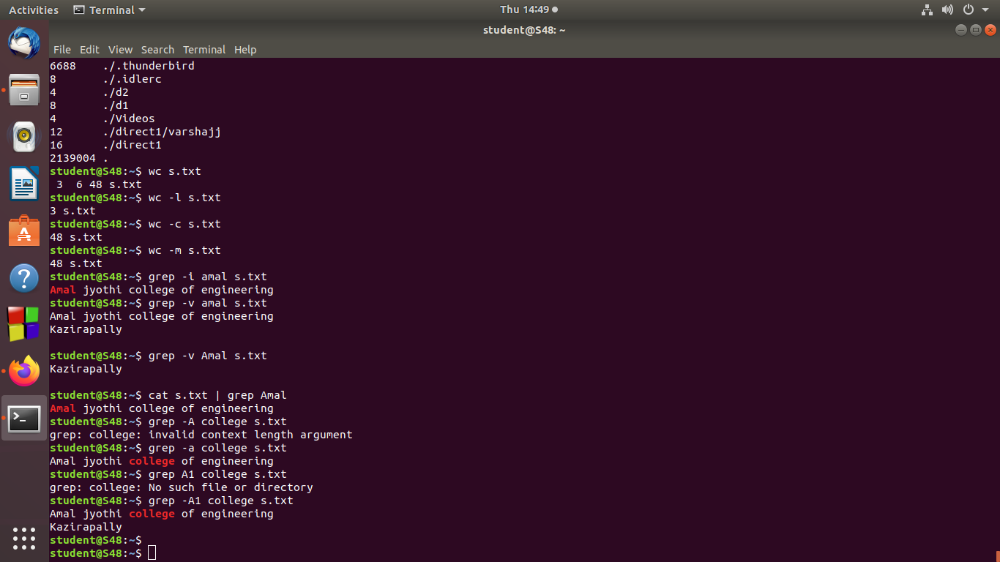 Activities Terminal Thu 14:49
student@S48: ~
File Edit View Search Terminal Help
6688 ./.thunderbird
8 ./.idlerc
4 ./d2
8 ./d1
4 ./Videos
12 ./direct1/varshajj
16 ./direct1
2139004 .
student@S48:~$ wc s.txt
3 6 48 s.txt
student@S48:~$ wc -l s.txt
3 s.txt
student@S48:~$ wc -c s.txt
48 s.txt
student@S48:~$ wc -m s.txt
48 s.txt
student@S48:~$ grep -i amal s.txt
Amal jyothi college of engineering
student@S48:~$ grep -v amal s.txt
Amal jyothi college of engineering
Kazirapally
student@S48:~$ grep -v Amal s.txt
Kazirapally
student@S48:~$ cat s.txt | grep Amal
Amal jyothi college of engineering
student@S48:~$ grep -A college s.txt
grep: college: invalid context length argument
student@S48:~$ grep -a college s.txt
Amal jyothi college of engineering
student@S48:~$ grep A1 college s.txt
grep: college: No such file or directory
student@S48:~$ grep -A1 college s.txt
Amal jyothi college of engineering
Kazirapally
student@S48:~$
student@S48:~$